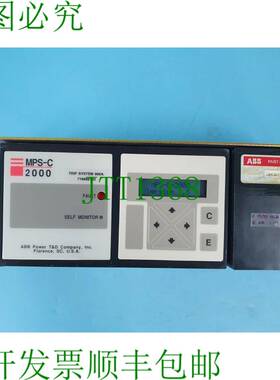 图必究
MPS-C
2000
TRIP SYSTEM 600A
FAULT
SELF MONITOR
ABB Power T&D Company, Inc.
Florence, SC, U.S.A.
C
E
ABB
JTT1368
开发票顺丰包邮